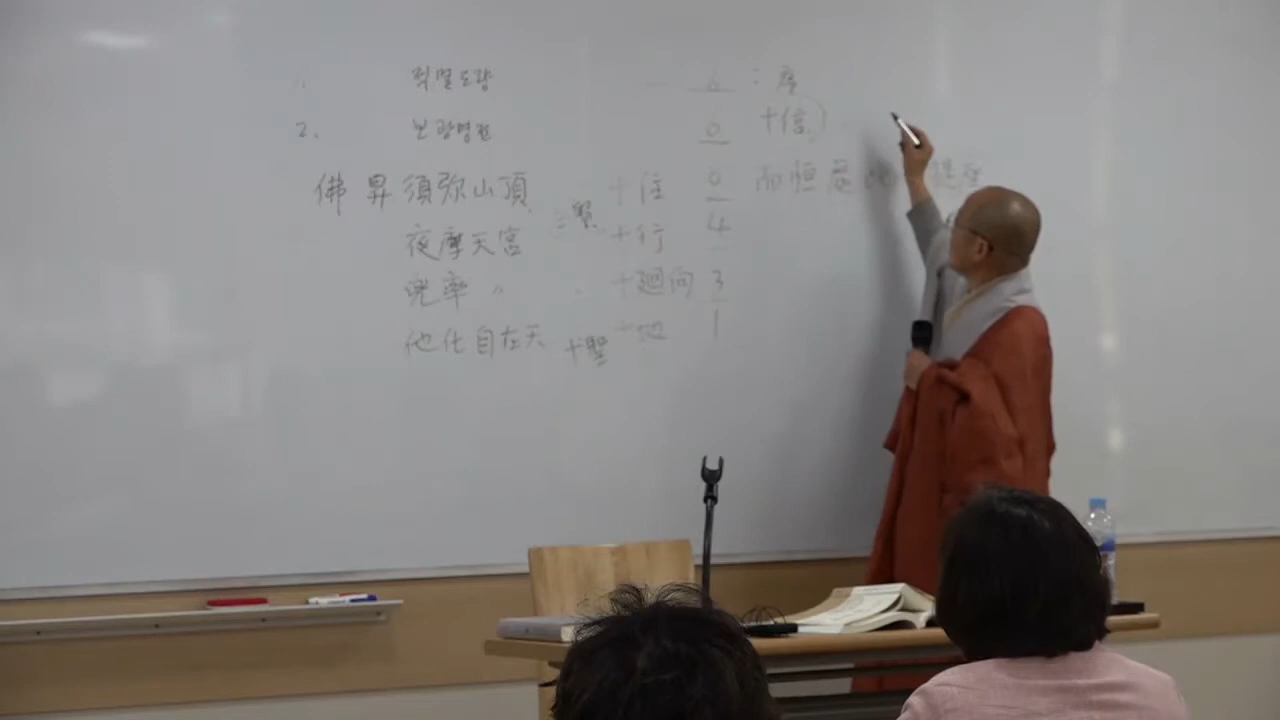 1. 적멸도량 6 : 序
2. 보광명전 0 十信)
佛昇須弥山頂 十住 0 而恒
夜摩天宮 三賢 十行 4
兜率 〃 十廻向 3
他化自在天 十聖 十地 1